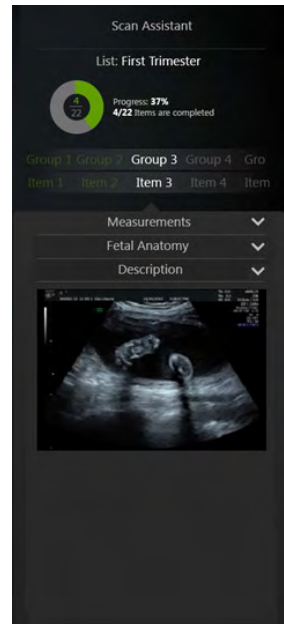 Scan Assistant
List: First Trimester
4
22
Progress: 37%
4/22 Items are completed
Group 1 Group 2 Group 3 Group 4 Gro
Item 1 Item 2 Item 3 Item 4 Item
Measurements
Fetal Anatomy
Description